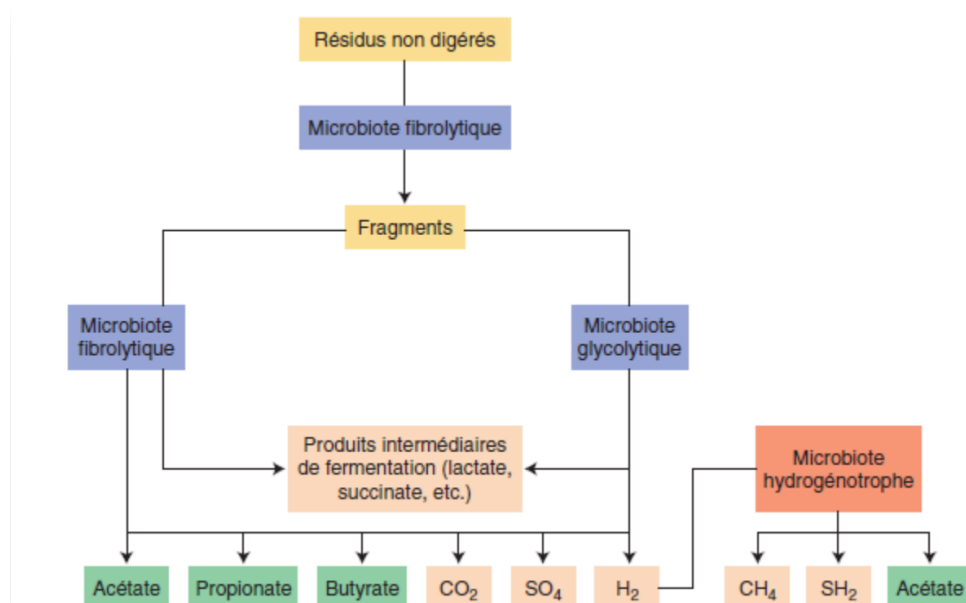 Résidus non digérés
Microbiote fibrolytique
Fragments
Microbiote
fibrolytique
Microbiote
glycolytique
Produits intermédiaires
de fermentation (lactate,
succinate, etc.)
Microbiote
hydrogénotrophe
Acétate
Propionate
Butyrate
CO₂
SO₄
H₂
CH₄
SH₂
Acétate